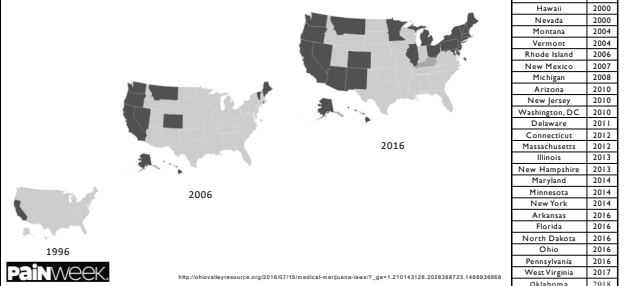 1996
2006
2016
PAINWEEK.
http://ohiovalleyresource.org/2016/07/15/medical-marijuana-laws/?_ga=1.210143126.2028368723.1468936668
Hawaii 2000
Nevada 2000
Montana 2004
Vermont 2004
Rhode Island 2006
New Mexico 2007
Michigan 2008
Arizona 2010
New Jersey 2010
Washington, DC 2010
Delaware 2011
Connecticut 2012
Massachusetts 2012
Illinois 2013
New Hampshire 2013
Maryland 2014
Minnesota 2014
New York 2014
Arkansas 2016
Florida 2016
North Dakota 2016
Ohio 2016
Pennsylvania 2016
West Virginia 2017
Oklahoma 2018